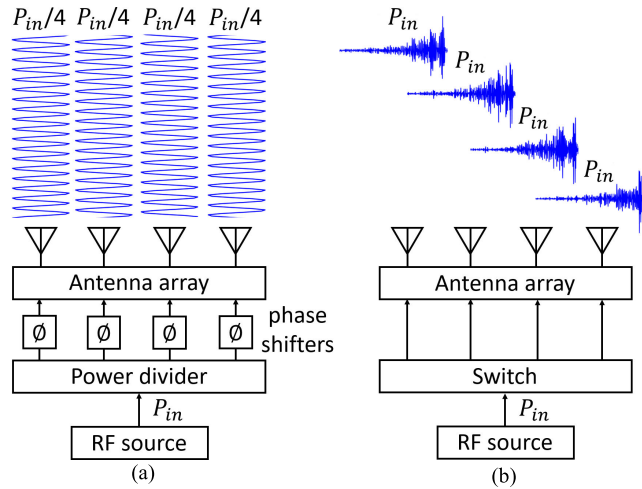 P_in/4 P_in/4 P_in/4 P_in/4
Antenna array
∅ ∅ ∅ ∅
phase
shifters
Power divider
P_in
RF source
(a)
P_in
P_in
P_in
P_in
Antenna array
Switch
P_in
RF source
(b)